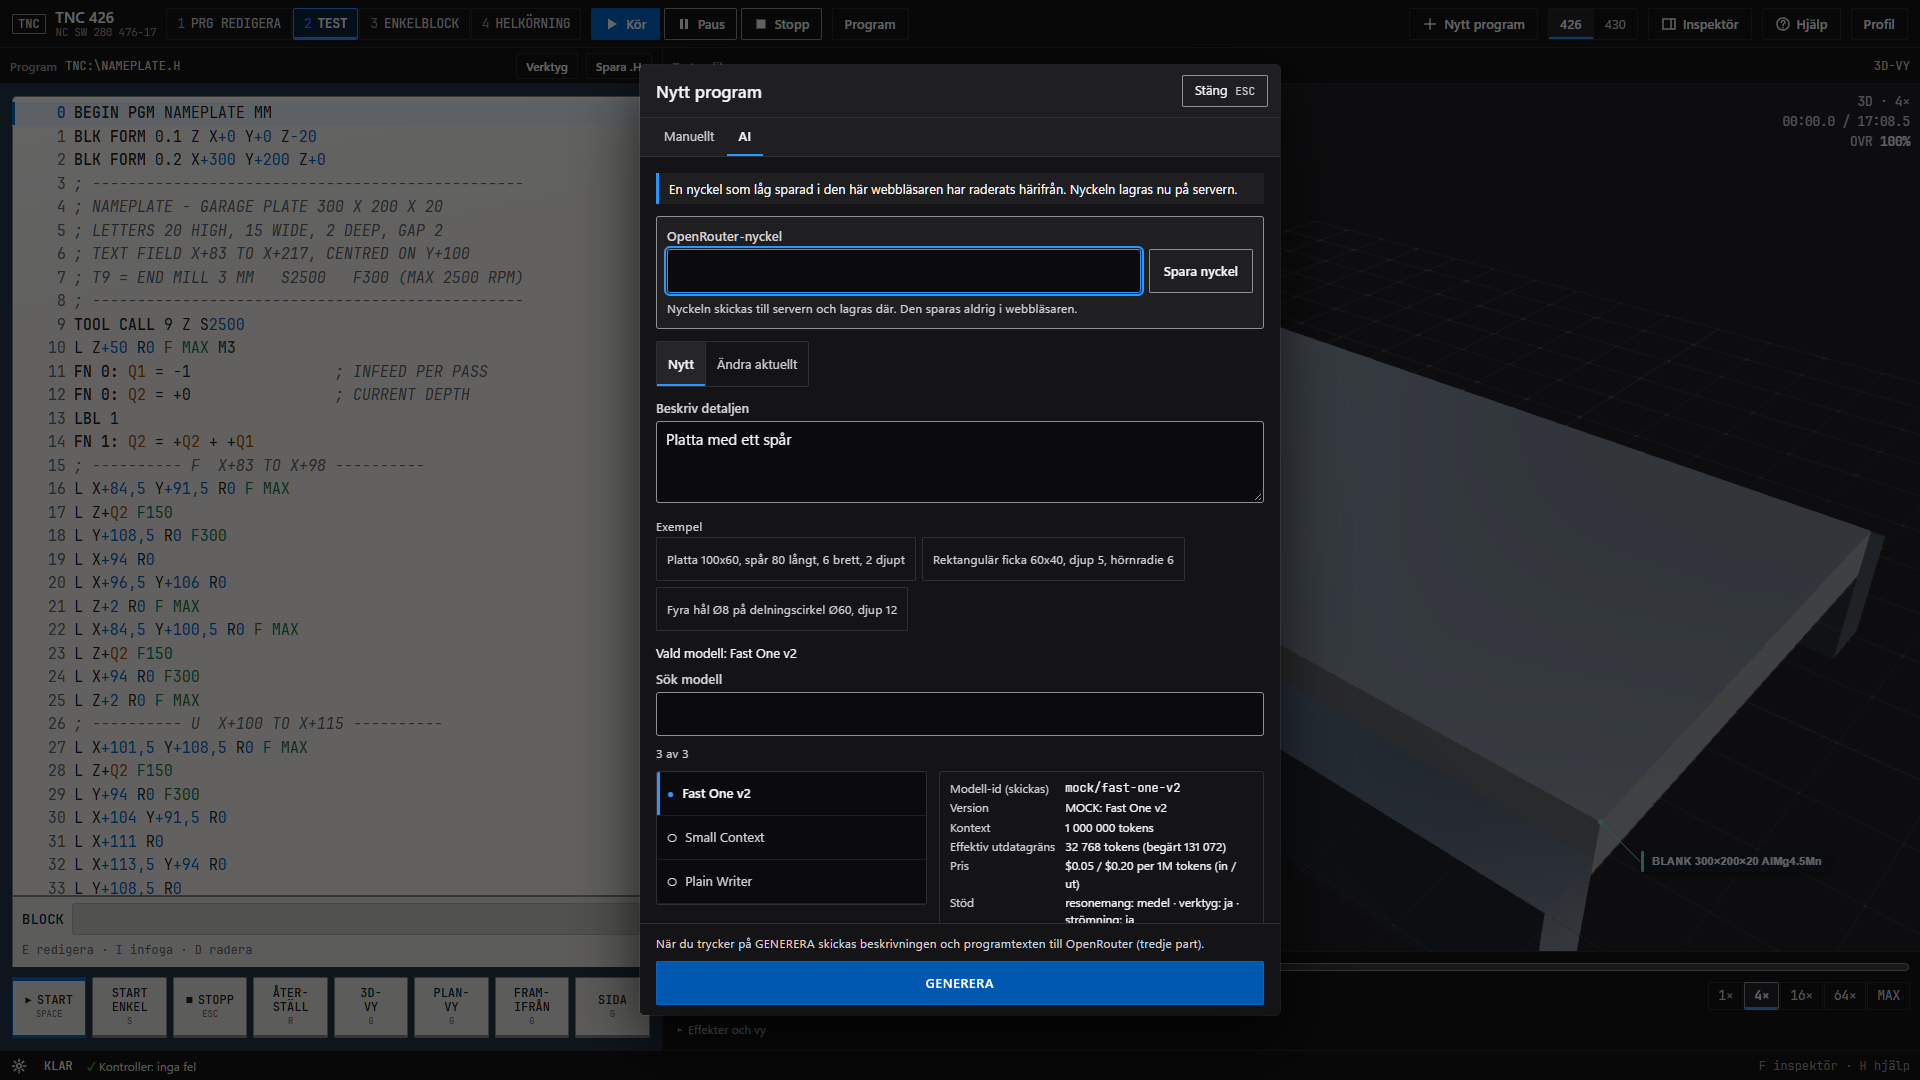 TNC
TNC 426
NC SW 280 476-17
1 PRG REDIGERA
2 TEST
3 ENKELBLOCK
4 HELKÖRNING
Kör
Paus
Stopp
Program
Nytt program
426
430
Inspektör
Hjälp
Profil
Program TNC:\NAMEPLATE.H
Verktyg
Spara .H
3D-VY
0 BEGIN PGM NAMEPLATE MM
1 BLK FORM 0.1 Z X+0 Y+0 Z-20
2 BLK FORM 0.2 X+300 Y+200 Z+0
3 ; ------------------------------------------------
4 ; NAMEPLATE - GARAGE PLATE 300 X 200 X 20
5 ; LETTERS 20 HIGH, 15 WIDE, 2 DEEP, GAP 2
6 ; TEXT FIELD X+83 TO X+217, CENTRED ON Y+100
7 ; T9 = END MILL 3 MM   S2500   F300 (MAX 2500 RPM)
8 ; ------------------------------------------------
9 TOOL CALL 9 Z S2500
10 L Z+50 R0 F MAX M3
11 FN 0: Q1 = -1                ; INFEED PER PASS
12 FN 0: Q2 = +0                ; CURRENT DEPTH
13 LBL 1
14 FN 1: Q2 = +Q2 + +Q1
15 ; ---------- F  X+83 TO X+98 ----------
16 L X+84,5 Y+91,5 R0 F MAX
17 L Z+Q2 F150
18 L Y+108,5 R0 F300
19 L X+94 R0
20 L X+96,5 Y+106 R0
21 L Z+2 R0 F MAX
22 L X+84,5 Y+100,5 R0 F MAX
23 L Z+Q2 F150
24 L X+94 R0 F300
25 L Z+2 R0 F MAX
26 ; ---------- U  X+100 TO X+115 ----------
27 L X+101,5 Y+108,5 R0 F MAX
28 L Z+Q2 F150
29 L Y+94 R0 F300
30 L X+104 Y+91,5 R0
31 L X+111 R0
32 L X+113,5 Y+94 R0
33 L Y+108,5 R0
BLOCK
E redigera · I infoga · D radera
START
SPACE
START ENKEL
S
STOPP
ESC
ÅTER-
STÄLL
R
3D-
VY
G
PLAN-
VY
G
FRAM-
IFRÅN
G
SIDA
G
KLAR
✓ Kontroller: inga fel
Nytt program
Stäng ESC
Manuellt
AI
En nyckel som låg sparad i den här webbläsaren har raderats härifrån. Nyckeln lagras nu på servern.
OpenRouter-nyckel
Spara nyckel
Nyckeln skickas till servern och lagras där. Den sparas aldrig i webbläsaren.
Nytt
Ändra aktuellt
Beskriv detaljen
Platta med ett spår
Exempel
Platta 100x60, spår 80 långt, 6 brett, 2 djupt
Rektangulär ficka 60x40, djup 5, hörnradie 6
Fyra hål Ø8 på delningscirkel Ø60, djup 12
Vald modell: Fast One v2
Sök modell
3 av 3
Fast One v2
Small Context
Plain Writer
Modell-id (skickas) mock/fast-one-v2
Version MOCK: Fast One v2
Kontext 1 000 000 tokens
Effektiv utdatagräns 32 768 tokens (begärt 131 072)
Pris $0.05 / $0.20 per 1M tokens (in /
ut)
Stöd resonemang: medel · verktyg: ja ·
strömning: ja
När du trycker på GENERERA skickas beskrivningen och programtexten till OpenRouter (tredje part).
GENERERA
3D · 4×
00:00.0 / 17:08.5
OVR 100%
BLANK 300×200×20 AlMg4.5Mn
1×
4×
16×
64×
MAX
Effekter och vy
F inspektör · H hjälp